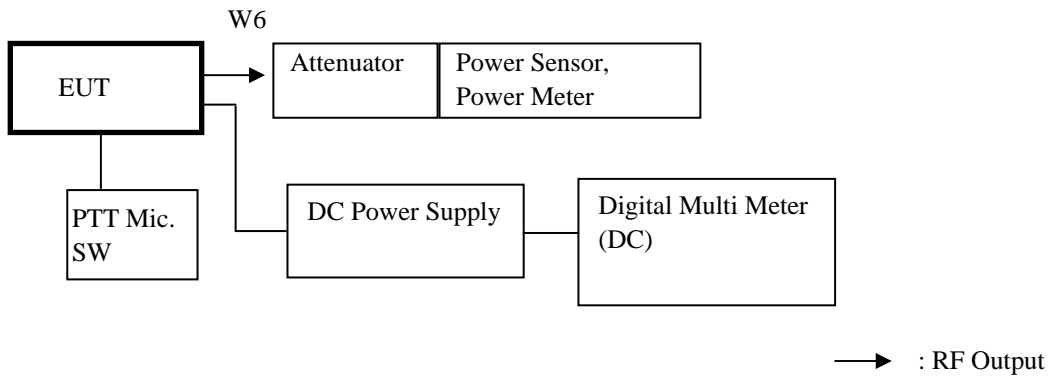 W6
EUT
Attenuator
Power Sensor,
Power Meter
PTT Mic.
SW
DC Power Supply
Digital Multi Meter
(DC)
: RF Output